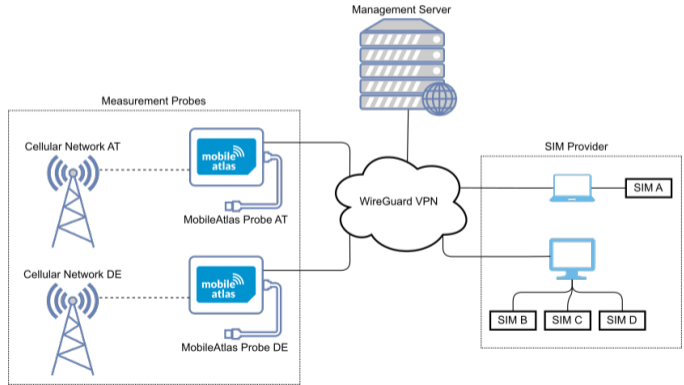 Management Server
Measurement Probes
Cellular Network AT
mobile
atlas
MobileAtlas Probe AT
WireGuard VPN
SIM Provider
SIM A
Cellular Network DE
mobile
atlas
MobileAtlas Probe DE
SIM B
SIM C
SIM D